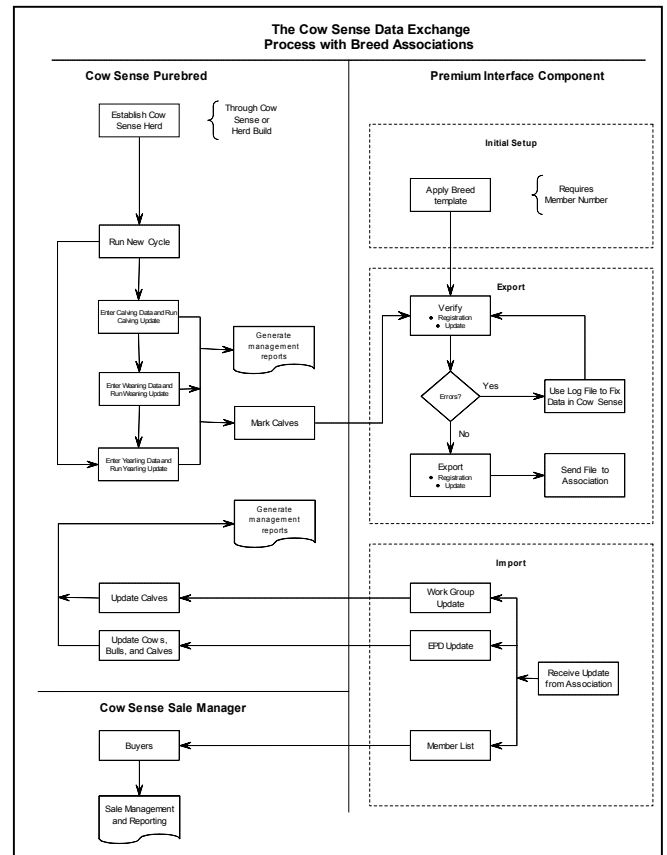 The Cow Sense Data Exchange
Process with Breed Associations
Cow Sense Purebred
Establish Cow
Sense Herd
Through Cow
Sense or
Herd Build
Run New Cycle
Enter Calving Data and Run
Calving Update
Generate
management
reports
Enter Weaning Data and
Run Weaning Update
Mark Calves
Enter Yearling Data and
Run Yearling Update
Generate
management
reports
Update Calves
Update Cows,
Bulls, and Calves
Cow Sense Sale Manager
Buyers
Sale Management
and Reporting
Premium Interface Component
Initial Setup
Apply Breed
template
Requires
Member Number
Export
Verify
• Registration
• Update
Errors?
Yes
Use Log File to Fix
Data in Cow Sense
No
Export
• Registration
• Update
Send File to
Association
Import
Work Group
Update
EPD Update
Receive Update
from Association
Member List